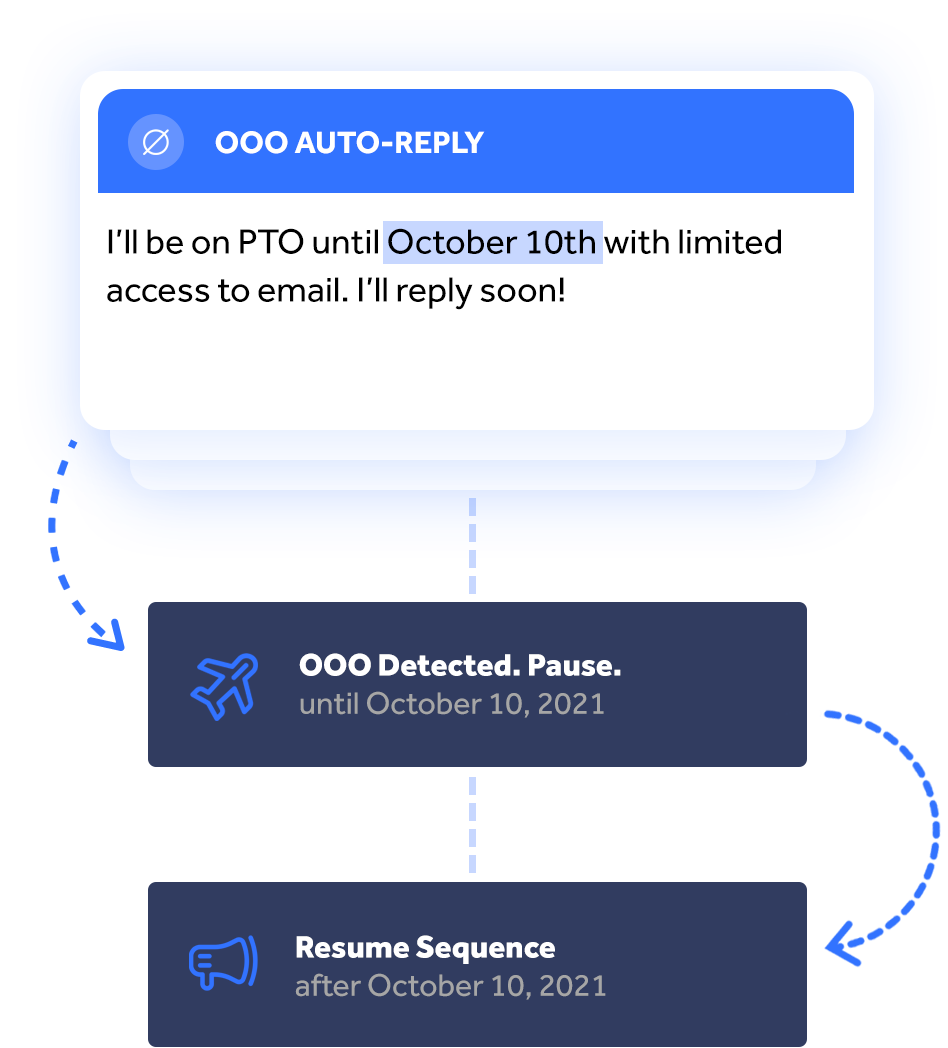 OOO AUTO-REPLY
I’ll be on PTO until October 10th with limited
access to email. I’ll reply soon!
OOO Detected. Pause.
until October 10, 2021
Resume Sequence
after October 10, 2021